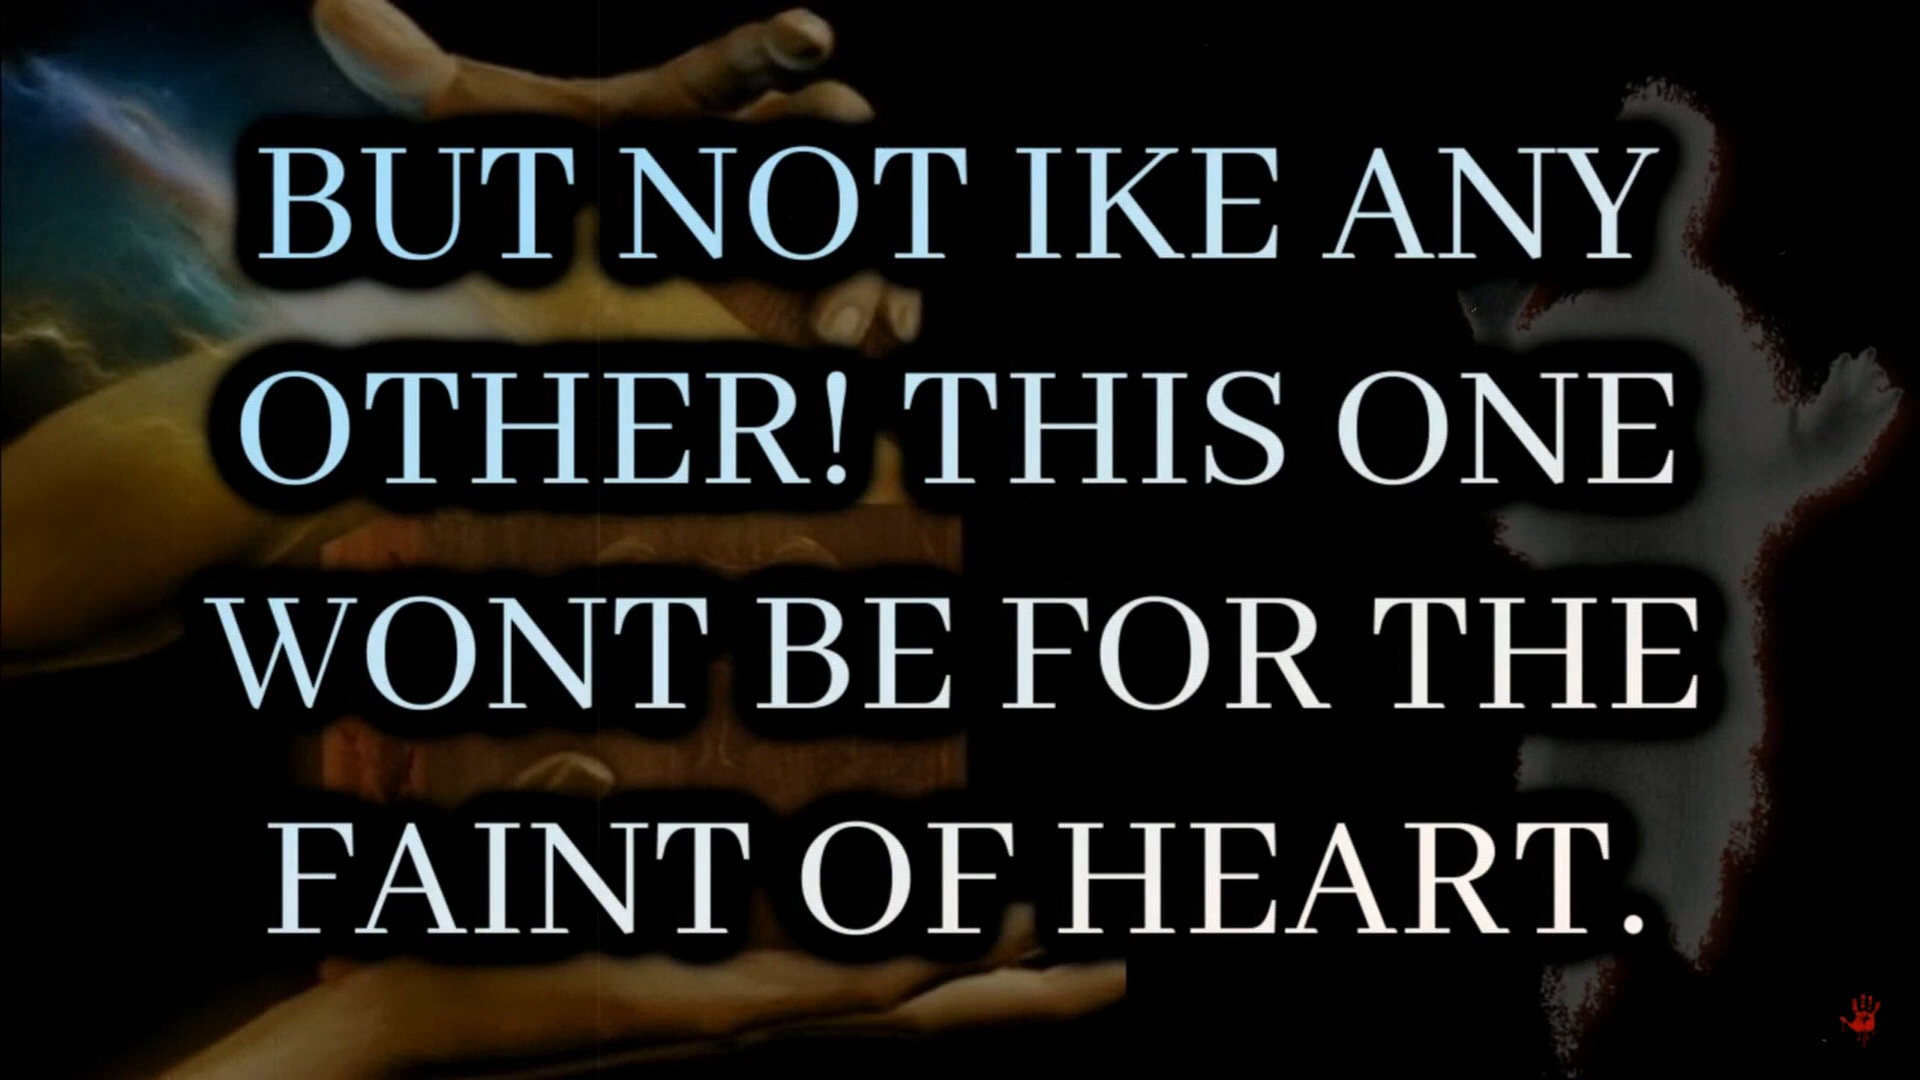 BUT NOT IKE ANY
OTHER! THIS ONE
WONT BE FOR THE
FAINT OF HEART.